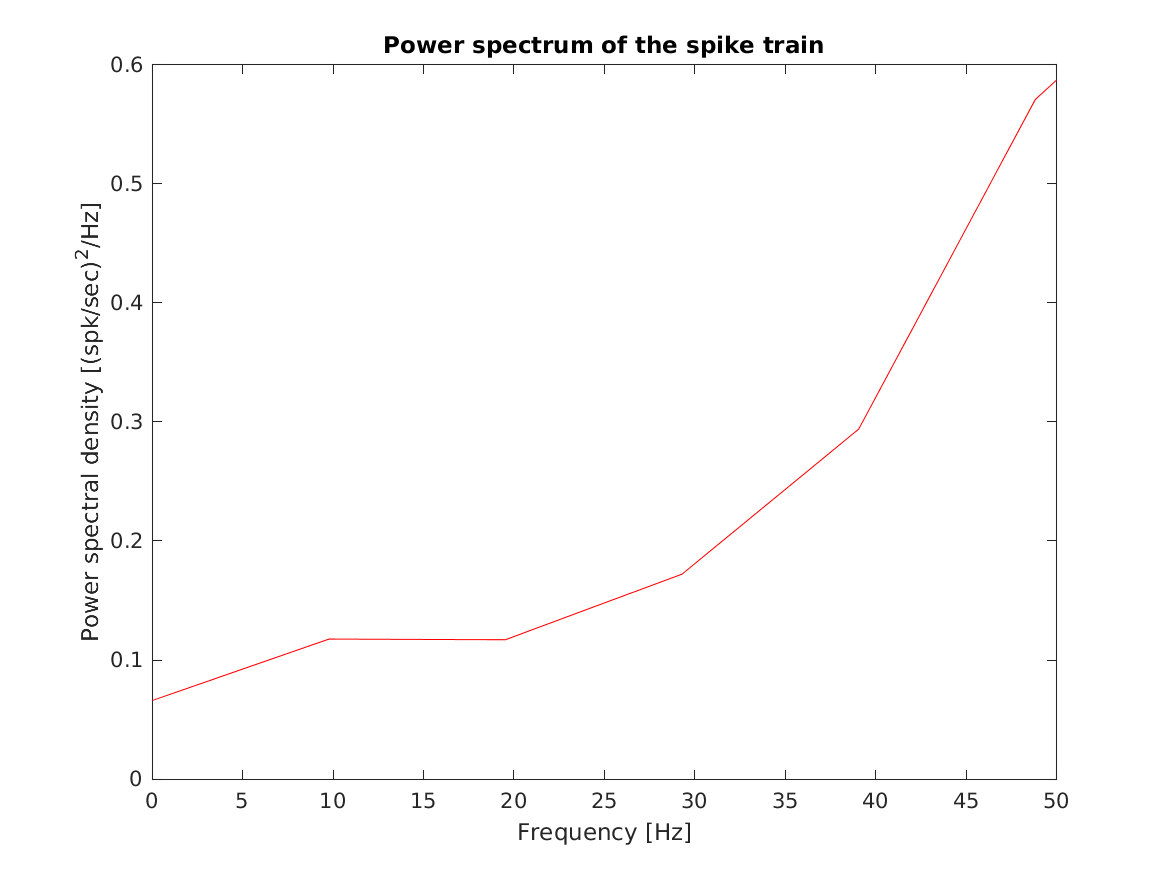 Power spectrum of the spike train
0.6
0.5
0.4
0.3
0.2
0.1
0
Power spectral density [(spk/sec)²/Hz]
0 5 10 15 20 25 30 35 40 45 50
Frequency [Hz]